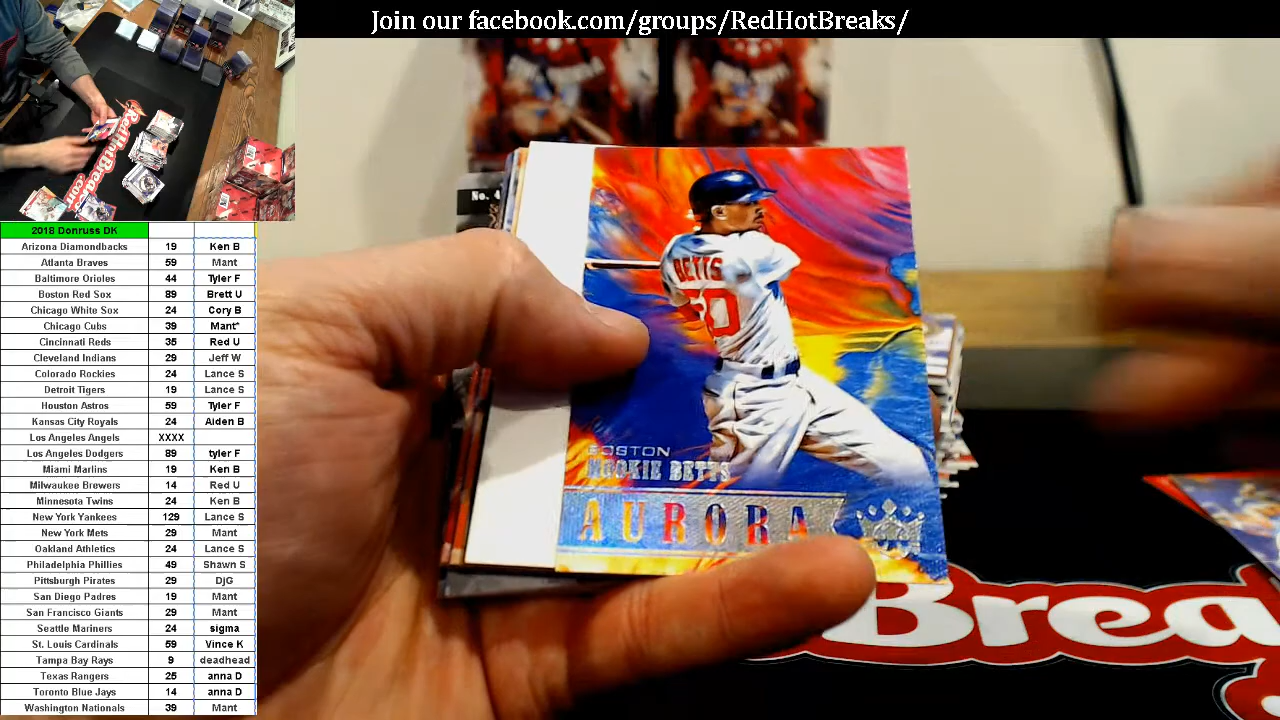 Join our facebook.com/groups/RedHotBreaks/
2018 Donruss DK
Arizona Diamondbacks 19 Ken B
Atlanta Braves 59 Mant
Baltimore Orioles 44 Tyler F
Boston Red Sox 89 Brett U
Chicago White Sox 24 Cory B
Chicago Cubs 39 Mant*
Cincinnati Reds 35 Red U
Cleveland Indians 29 Jeff W
Colorado Rockies 24 Lance S
Detroit Tigers 19 Lance S
Houston Astros 59 Tyler F
Kansas City Royals 24 Aiden B
Los Angeles Angels XXXX
Los Angeles Dodgers 89 tyler F
Miami Marlins 19 Ken B
Milwaukee Brewers 14 Red U
Minnesota Twins 24 Ken B
New York Yankees 129 Lance S
New York Mets 29 Mant
Oakland Athletics 24 Lance S
Philadelphia Phillies 49 Shawn S
Pittsburgh Pirates 29 DjG
San Diego Padres 19 Mant
San Francisco Giants 29 Mant
Seattle Mariners 24 sigma
St. Louis Cardinals 59 Vince K
Tampa Bay Rays 9 deadhead
Texas Rangers 25 anna D
Toronto Blue Jays 14 anna D
Washington Nationals 39 Mant
No. 4
BETTS
50
BOSTON
MOOKIE BETTS
AURORA
RedHotBreaks.com
Brea